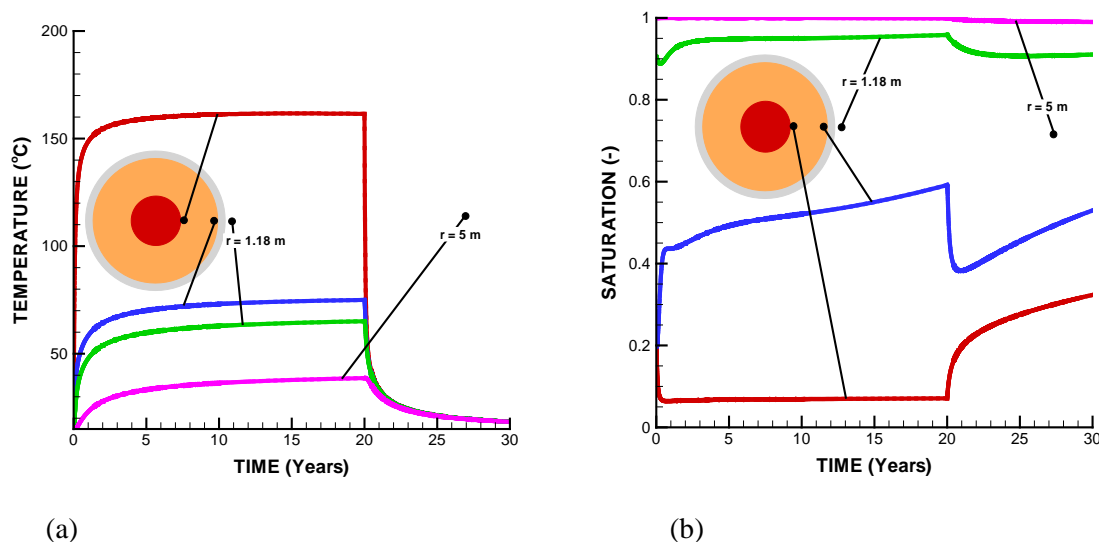 200
150
100
50
TEMPERATURE (°C)
r = 1.18 m
r = 5 m
0
5
10
15
20
25
30
TIME (Years)
(a)
1
0.8
0.6
0.4
0.2
0
SATURATION (-)
r = 1.18 m
r = 5 m
0
5
10
15
20
25
30
TIME (Years)
(b)